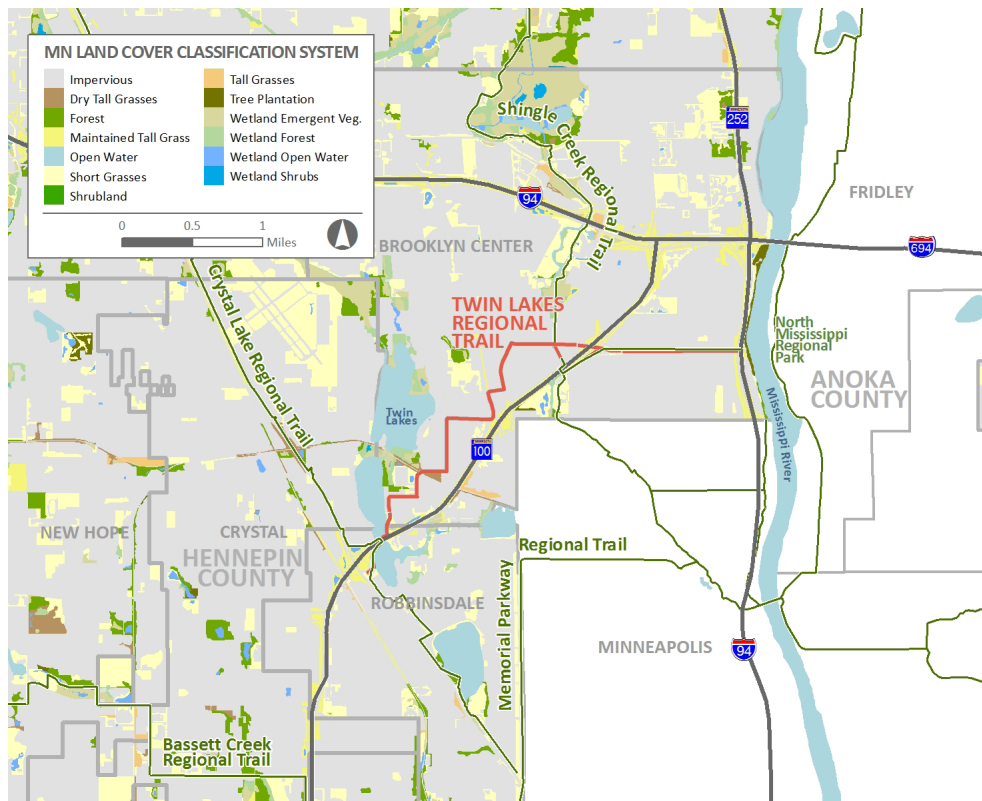 MN LAND COVER CLASSIFICATION SYSTEM
Impervious
Dry Tall Grasses
Forest
Maintained Tall Grass
Open Water
Short Grasses
Shrubland
Tall Grasses
Tree Plantation
Wetland Emergent Veg.
Wetland Forest
Wetland Open Water
Wetland Shrubs
0 0.5 1
Miles
Shingle Creek Regional Trail
252
94
FRIDLEY
694
BROOKLYN CENTER
Crystal Lake Regional Trail
TWIN LAKES
REGIONAL
TRAIL
North
Mississippi
Regional
Park
ANOKA
COUNTY
Twin
Lakes
Mississippi River
MINNESOTA
100
NEW HOPE
CRYSTAL
HENNEPIN
COUNTY
Regional Trail
Memorial Parkway
ROBBINSDALE
MINNEAPOLIS
94
Bassett Creek
Regional Trail